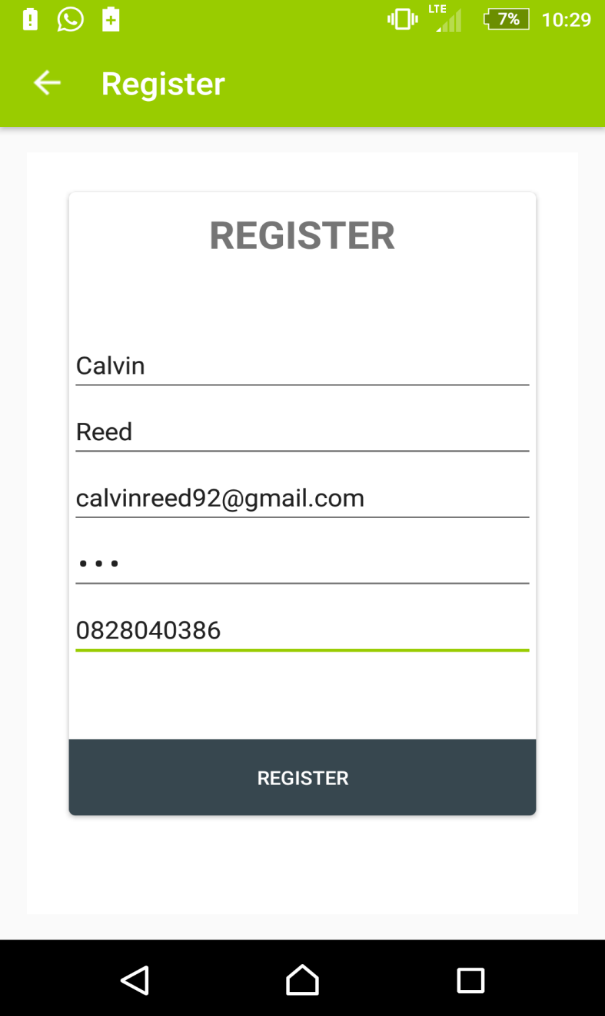 LTE 7% 10:29
Register
REGISTER
Calvin
Reed
calvinreed92@gmail.com
•••
0828040386
REGISTER